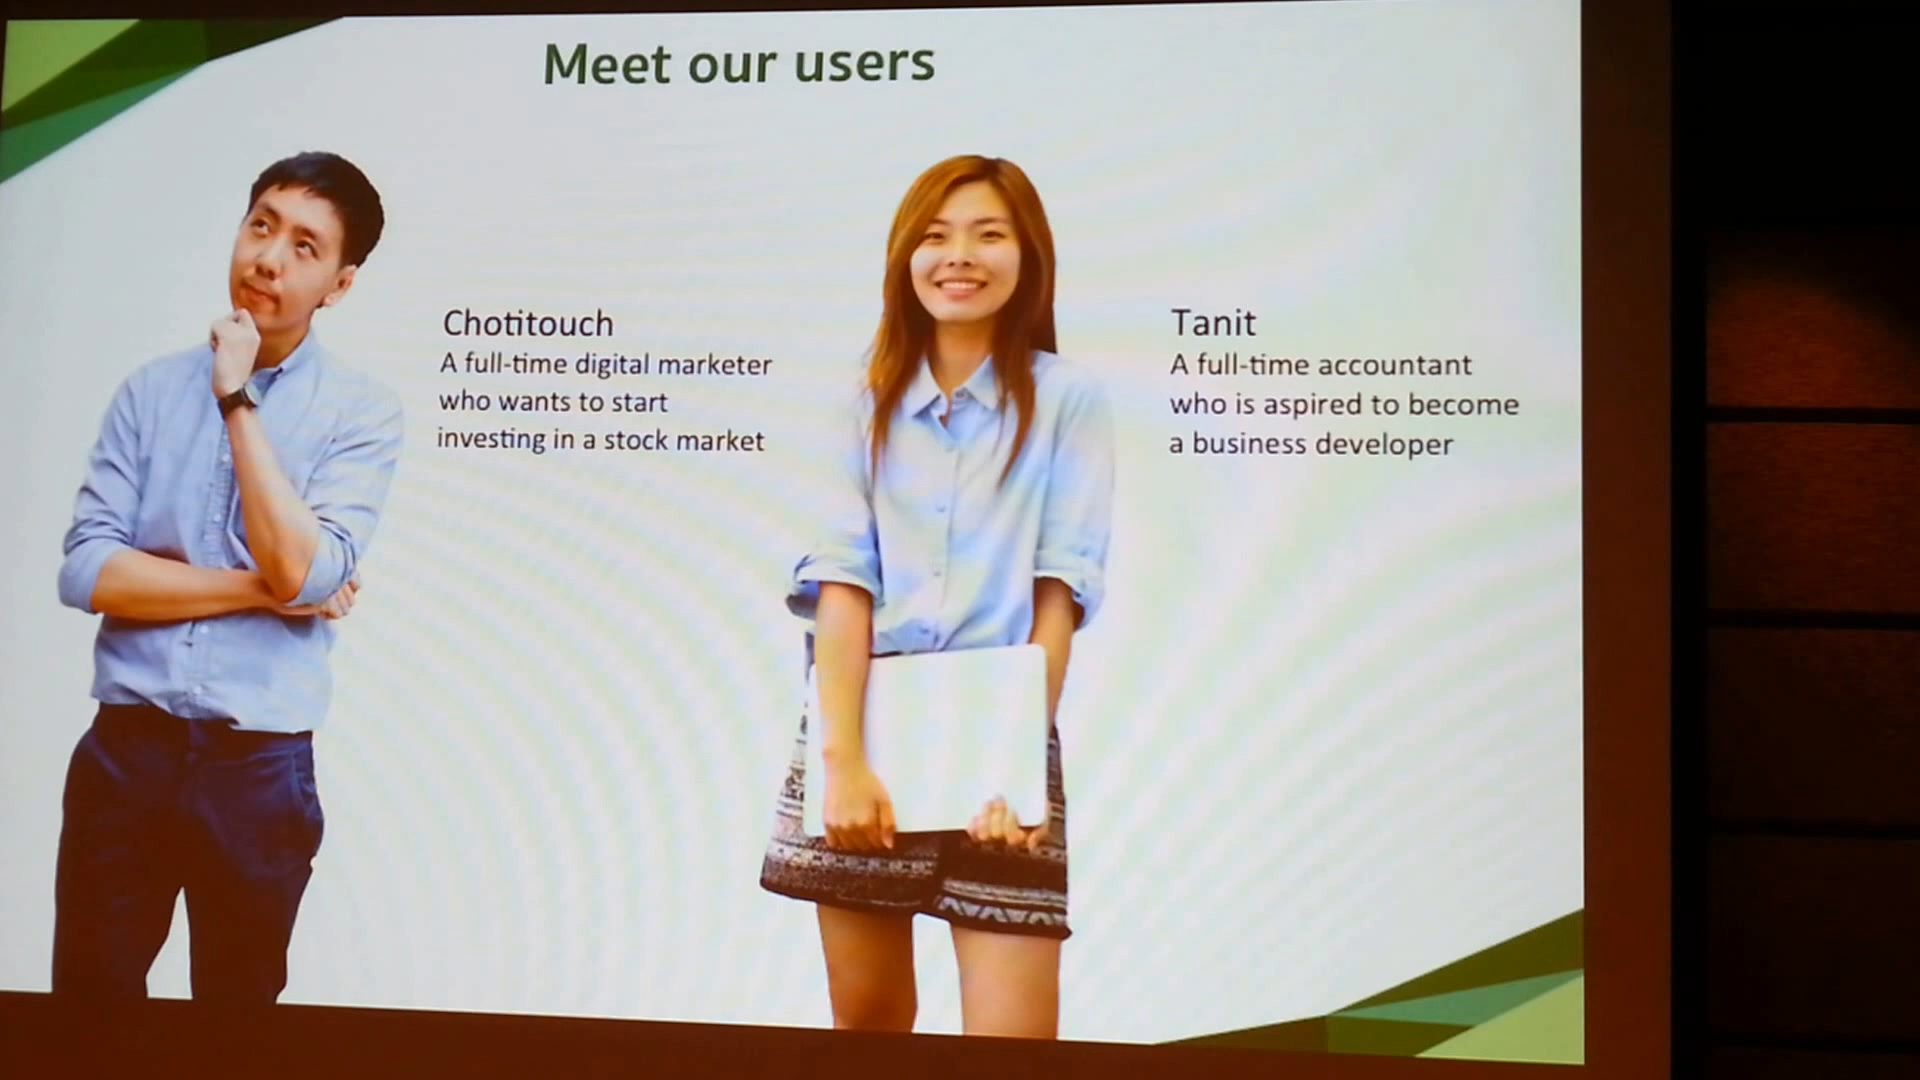 Meet our users
Chotitouch
A full-time digital marketer
who wants to start
investing in a stock market
Tanit
A full-time accountant
who is aspired to become
a business developer